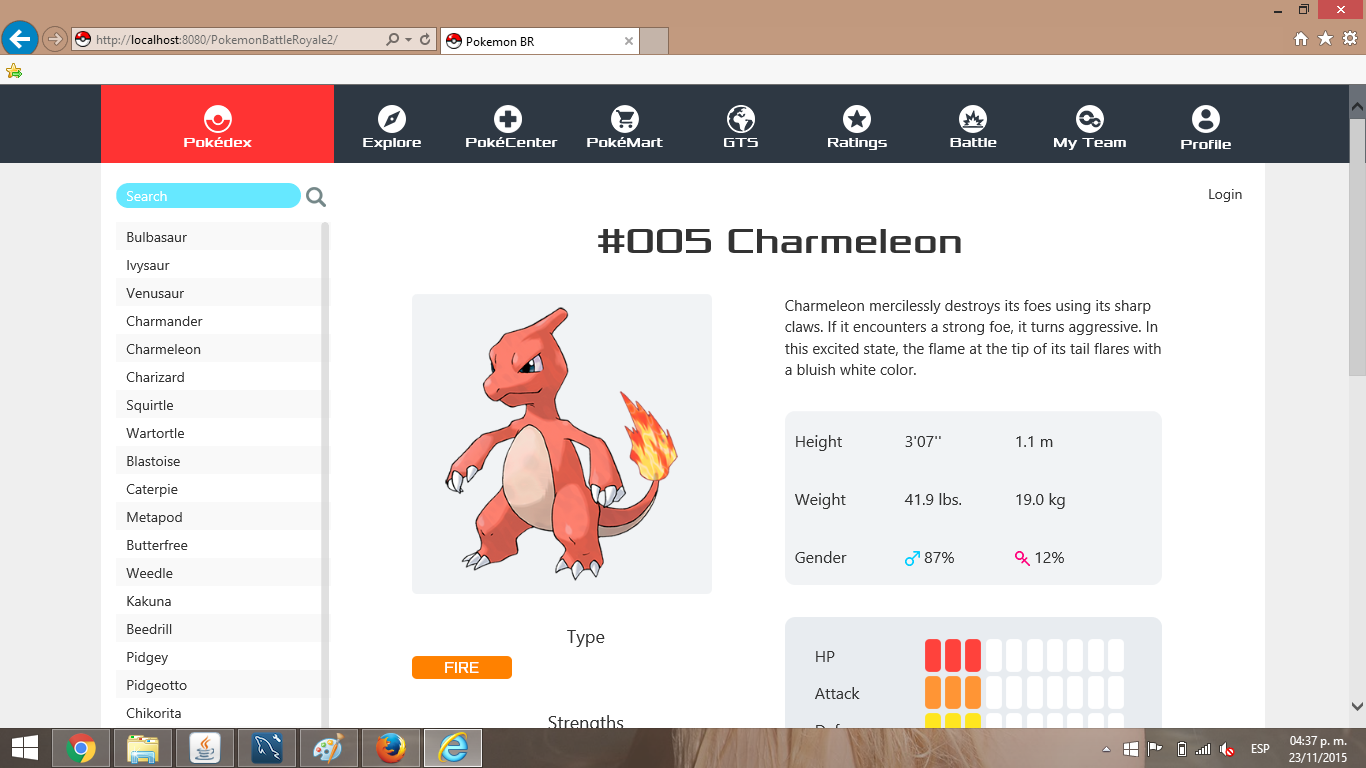 http://localhost:8080/PokemonBattleRoyale2/
Pokemon BR
Pokédex
Explore
PokéCenter
PokéMart
GTS
Ratings
Battle
My Team
Profile
Search
Login
Bulbasaur
Ivysaur
Venusaur
Charmander
Charmeleon
Charizard
Squirtle
Wartortle
Blastoise
Caterpie
Metapod
Butterfree
Weedle
Kakuna
Beedrill
Pidgey
Pidgeotto
Chikorita
#005 Charmeleon
Charmeleon mercilessly destroys its foes using its sharp
claws. If it encounters a strong foe, it turns aggressive. In
this excited state, the flame at the tip of its tail flares with
a bluish white color.
Height 3'07'' 1.1 m
Weight 41.9 lbs. 19.0 kg
Gender 87% 12%
Type
FIRE
Strengths
HP
Attack
ESP
04:37 p. m.
23/11/2015